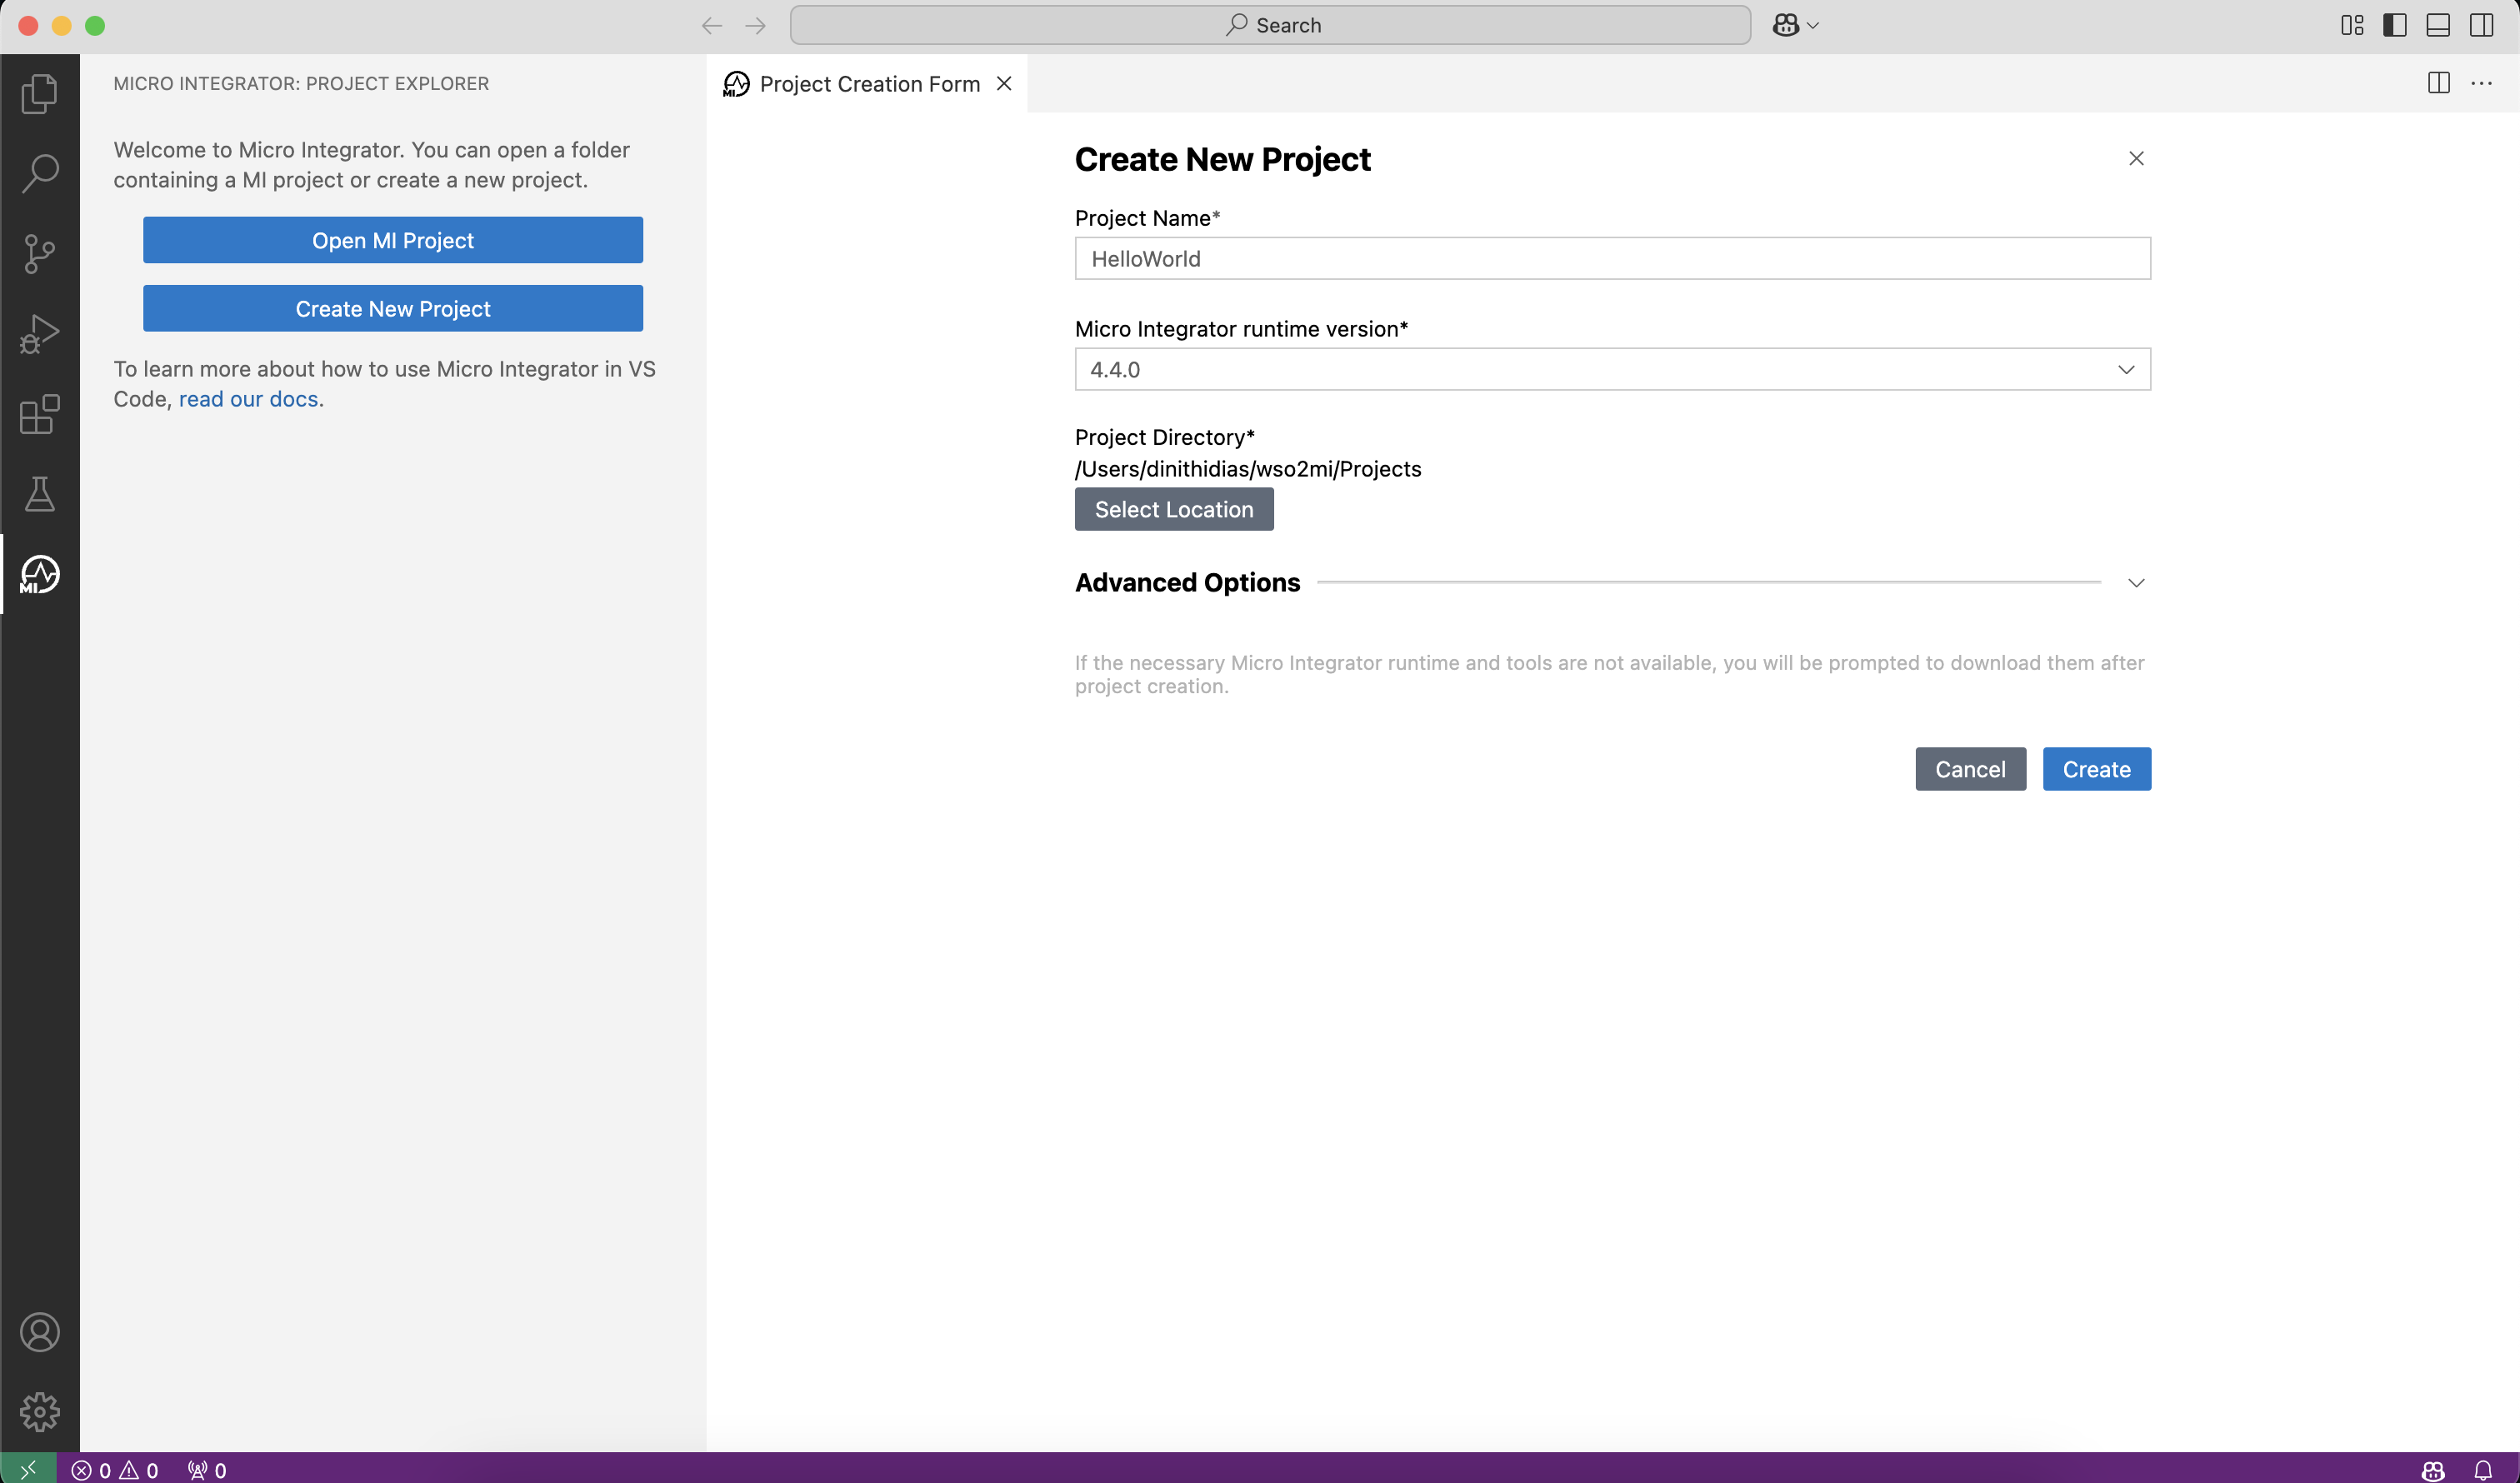 Search
MICRO INTEGRATOR: PROJECT EXPLORER
Welcome to Micro Integrator. You can open a folder
containing a MI project or create a new project.
Open MI Project
Create New Project
To learn more about how to use Micro Integrator in VS
Code, read our docs.
MI
MI Project Creation Form
Create New Project
Project Name*
HelloWorld
Micro Integrator runtime version*
4.4.0
Project Directory*
/Users/dinithidias/wso2mi/Projects
Select Location
Advanced Options
If the necessary Micro Integrator runtime and tools are not available, you will be prompted to download them after
project creation.
Cancel
Create
0 0 0